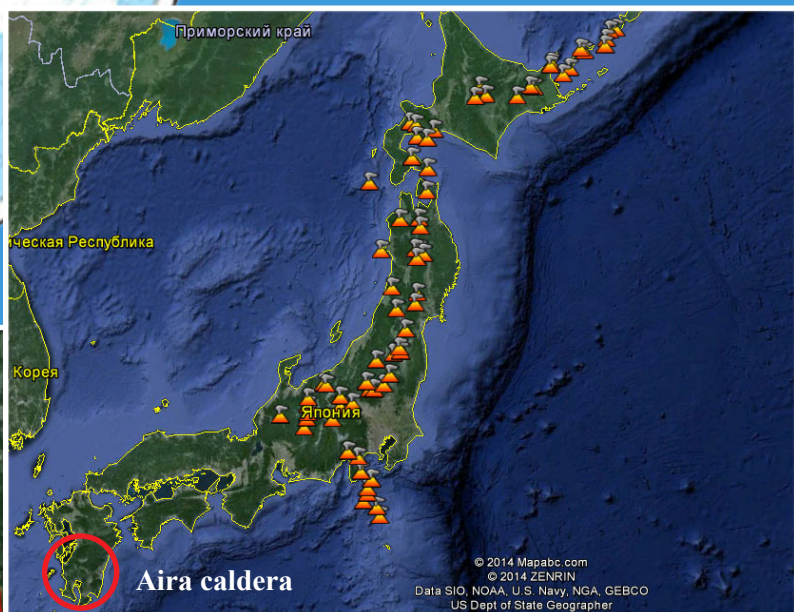 Приморский край
ическая Республика
Корея
Япония
Aira caldera
© 2014 Mapabc.com
© 2014 ZENRIN
Data SIO, NOAA, U.S. Navy, NGA, GEBCO
US Dept of State Geographer